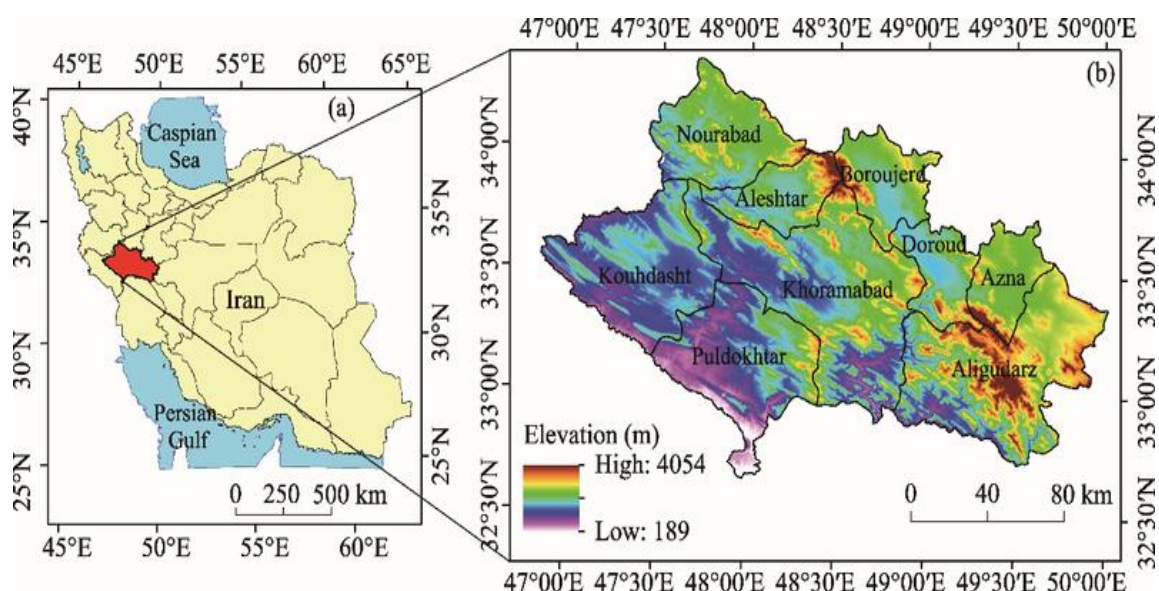 45°E 50°E 55°E 60°E 65°E
(a)
40°N
35°N
30°N
25°N
Caspian
Sea
Iran
Persian
Gulf
35°N
30°N
25°N
0 250 500 km
45°E 50°E 55°E 60°E
47°00'E 47°30'E 48°00'E 48°30'E 49°00'E 49°30'E 50°00'E
(b)
34°00'N
33°30'N
33°00'N
32°30'N
Nourabad
Boroujerd
Aleshtar
Doroud
Azna
Kouhdasht
Khoramabad
Puldokhtar
Aligudarz
Elevation (m)
High: 4054
Low: 189
0 40 80 km
34°00'N
33°30'N
33°00'N
32°30'N
47°00'E 47°30'E 48°00'E 48°30'E 49°00'E 49°30'E 50°00'E